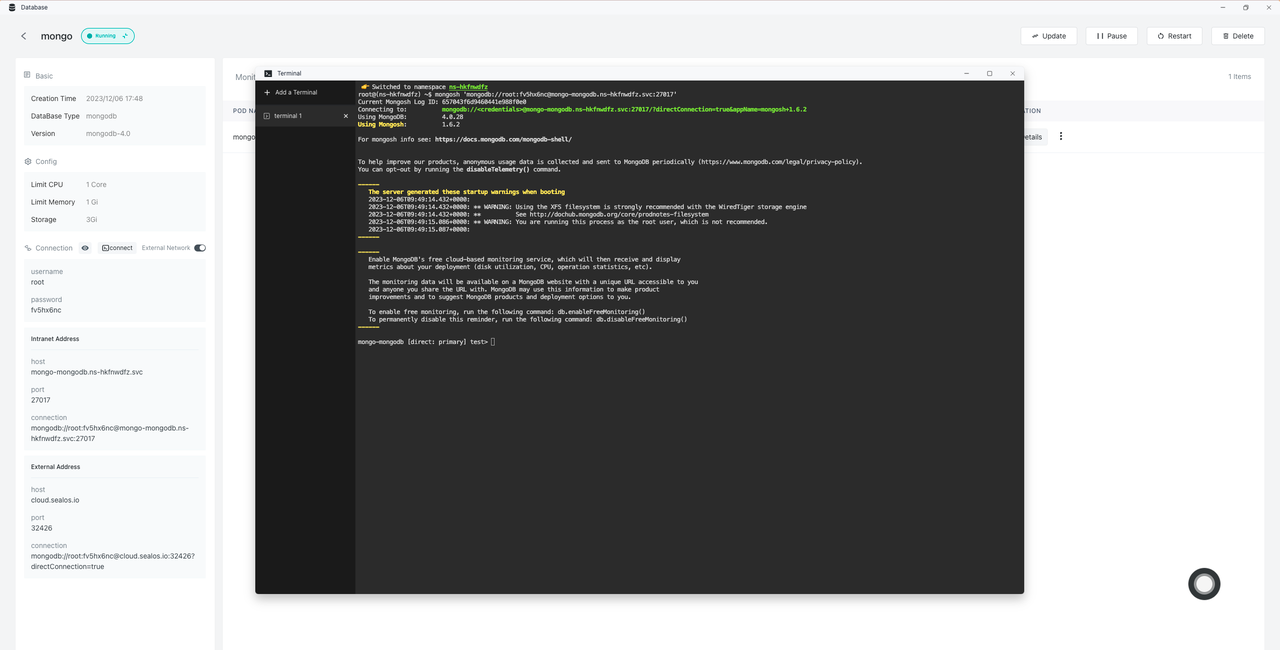 Database
mongo
Running
Update
Pause
Restart
Delete
Basic
Creation Time 2023/12/06 17:48
DataBase Type mongodb
Version mongodb-4.0
Config
Limit CPU 1 Core
Limit Memory 1 Gi
Storage 3Gi
Connection connect External Network
username
root
password
fv5hx6nc
Intranet Address
host
mongo-mongodb.ns-hkfnwdfz.svc
port
27017
connection
mongodb://root:fv5hx6nc@mongo-mongodb.ns-
hkfnwdfz.svc:27017
External Address
host
cloud.sealos.io
port
32426
connection
mongodb://root:fv5hx6nc@cloud.sealos.io:32426?
directConnection=true
1 Items
Terminal
Add a Terminal
terminal 1
Switched to namespace ns-hkfnwdfz
root@(ns-hkfnwdfz) ~$ mongosh 'mongodb://root:fv5hx6nc@mongo-mongodb.ns-hkfnwdfz.svc:27017'
Current Mongosh Log ID: 657043f6d9460441e988f0e0
Connecting to: mongodb://<credentials>@mongo-mongodb.ns-hkfnwdfz.svc:27017/?directConnection=true&appName=mongosh+1.6.2
Using MongoDB: 4.0.28
Using Mongosh: 1.6.2
For mongosh info see: https://docs.mongodb.com/mongodb-shell/
To help improve our products, anonymous usage data is collected and sent to MongoDB periodically (https://www.mongodb.com/legal/privacy-policy).
You can opt-out by running the disableTelemetry() command.
------
The server generated these startup warnings when booting
2023-12-06T09:49:14.432+0000:
2023-12-06T09:49:14.432+0000: ** WARNING: Using the XFS filesystem is strongly recommended with the WiredTiger storage engine
2023-12-06T09:49:14.432+0000: ** See http://dochub.mongodb.org/core/prodnotes-filesystem
2023-12-06T09:49:15.086+0000: ** WARNING: You are running this process as the root user, which is not recommended.
2023-12-06T09:49:15.087+0000:
------
------
Enable MongoDB's free cloud-based monitoring service, which will then receive and display
metrics about your deployment (disk utilization, CPU, operation statistics, etc).
The monitoring data will be available on a MongoDB website with a unique URL accessible to you
and anyone you share the URL with. MongoDB may use this information to make product
improvements and to suggest MongoDB products and deployment options to you.
To enable free monitoring, run the following command: db.enableFreeMonitoring()
To permanently disable this reminder, run the following command: db.disableFreeMonitoring()
------
mongo-mongodb [direct: primary] test>